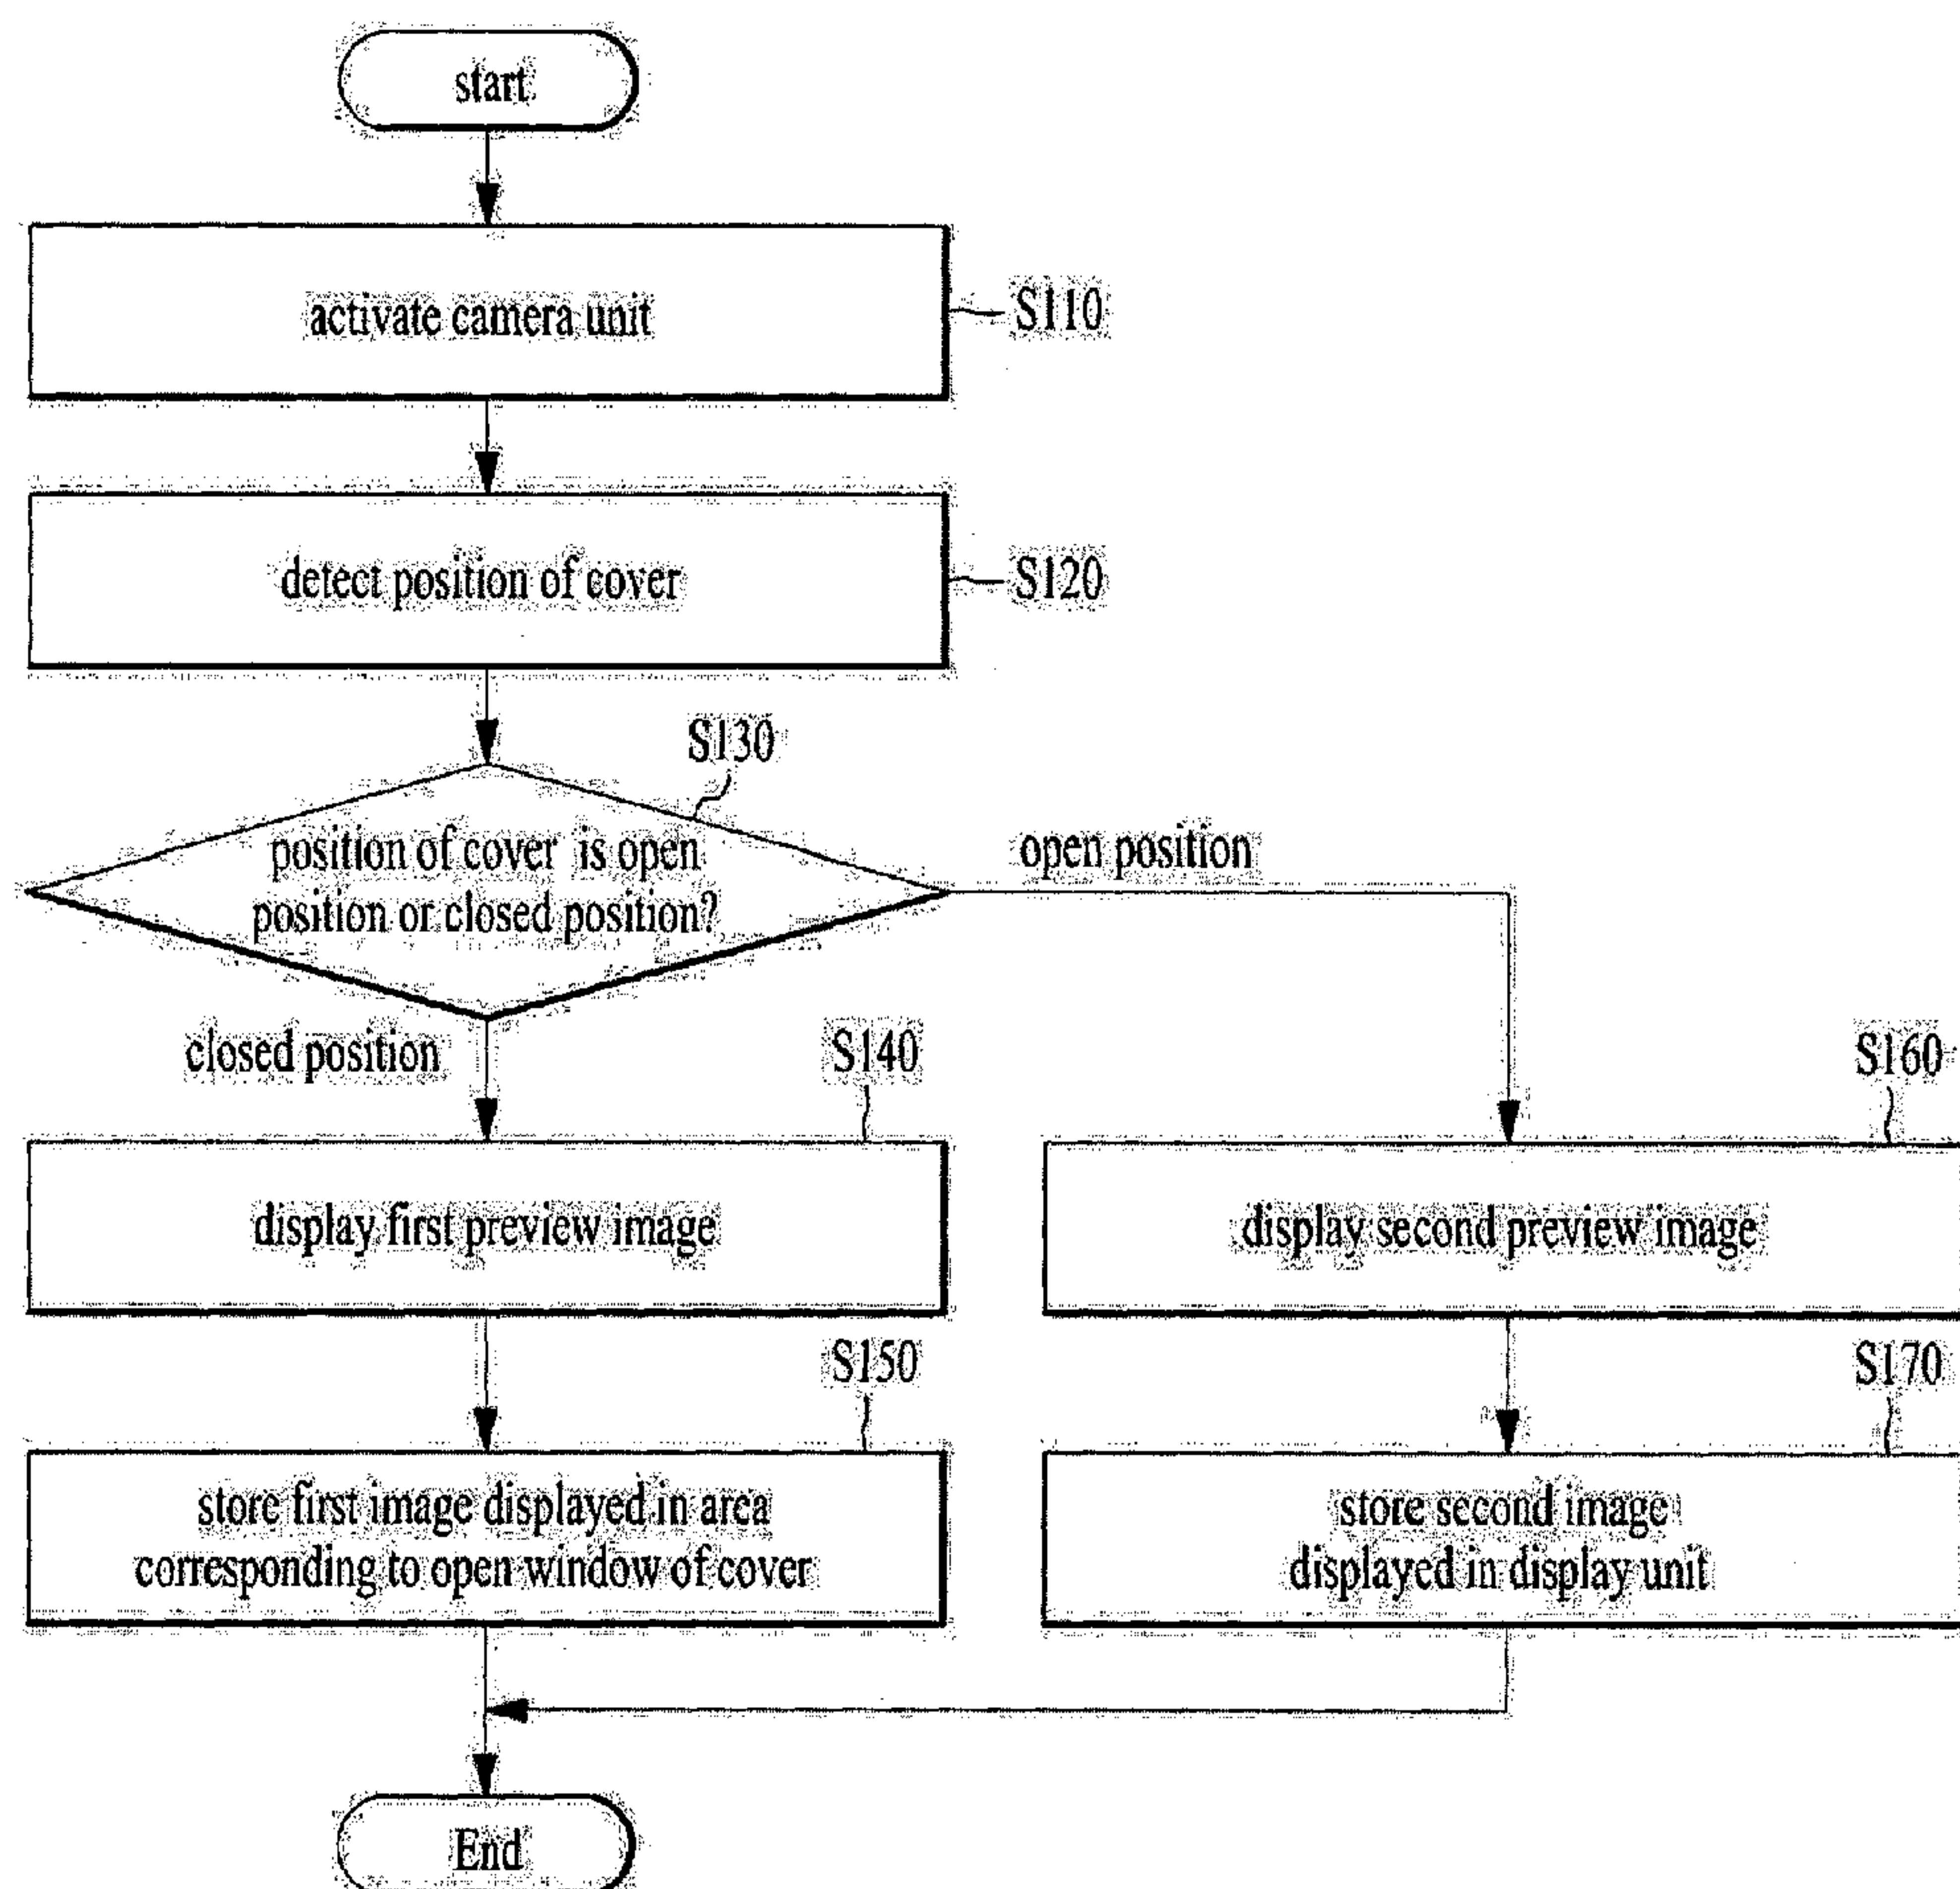 start
activate camera unit
S110
detect position of cover
S120
S130
position of cover is open
position or closed position?
open position
closed position
S140
S160
display first preview image
display second preview image
S150
S170
store first image displayed in area
corresponding to open window of cover
store second image
displayed in display unit
End